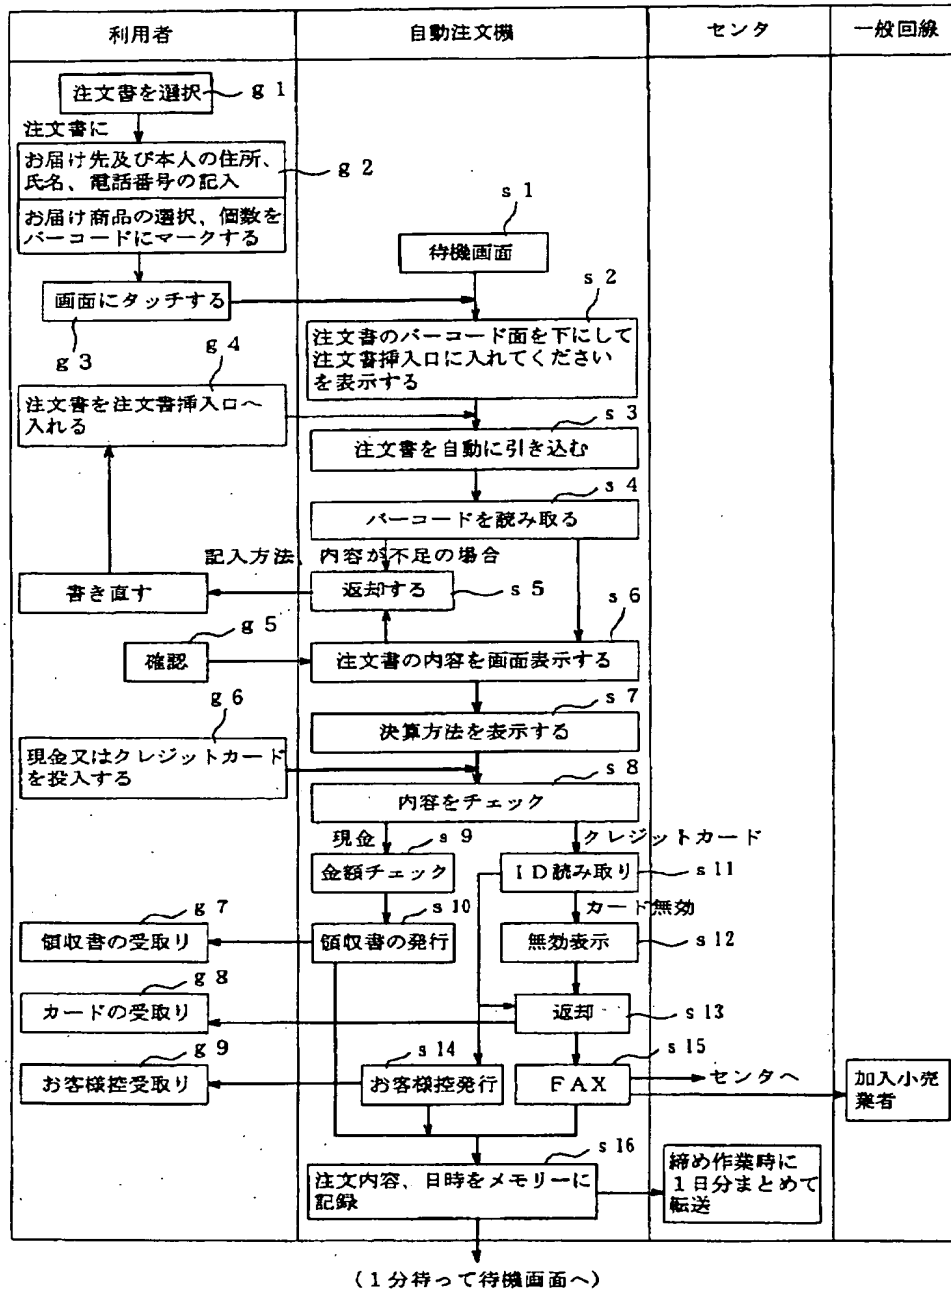 利用者
自動注文機
センタ
一般回線
注文書を選択
g 1
注文書に
お届け先及び本人の住所、
氏名、電話番号の記入
g 2
お届け商品の選択、個数を
バーコードにマークする
s 1
待機画面
画面にタッチする
g 3
s 2
注文書のバーコード面を下にして
注文書挿入口に入れてください
を表示する
g 4
注文書を注文書挿入口へ
入れる
s 3
注文書を自動に引き込む
s 4
バーコードを読み取る
記入方法、内容が不足の場合
書き直す
返却する
s 5
s 6
g 5
確認
注文書の内容を画面表示する
g 6
s 7
決算方法を表示する
現金又はクレジットカード
を投入する
s 8
内容をチェック
現金
s 9
クレジットカード
金額チェック
ID読み取り
s 11
g 7
s 10
カード無効
領収書の受取り
領収書の発行
無効表示
s 12
g 8
カードの受取り
返却
s 13
g 9
s 14
s 15
お客様控受取り
お客様控発行
FAX
センタへ
加入小売
業者
s 16
注文内容、日時をメモリーに
記録
締め作業時に
1日分まとめて
転送
(1分待って待機画面へ)